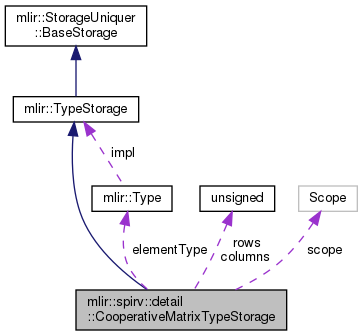 mlir::StorageUniquer
::BaseStorage
mlir::TypeStorage
impl
mlir::Type
unsigned
Scope
elementType
rows
columns
scope
mlir::spirv::detail
::CooperativeMatrixTypeStorage